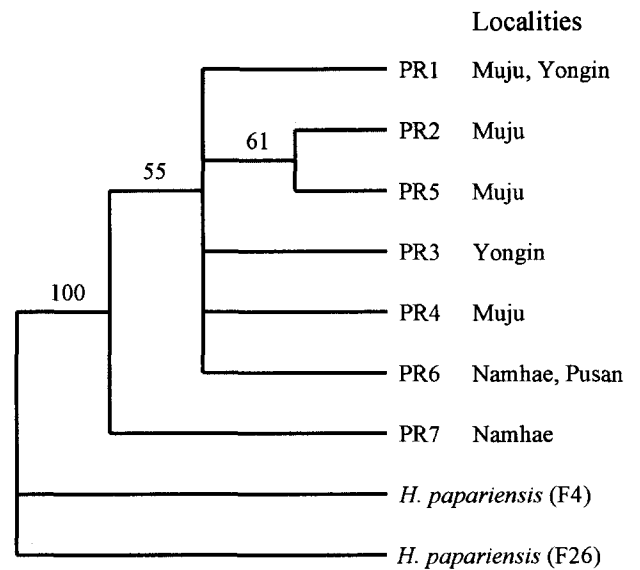 Localities
PR1 Muju, Yongin
PR2 Muju
61
PR5 Muju
55
PR3 Yongin
100
PR4 Muju
PR6 Namhae, Pusan
PR7 Namhae
H. papariensis (F4)
H. papariensis (F26)